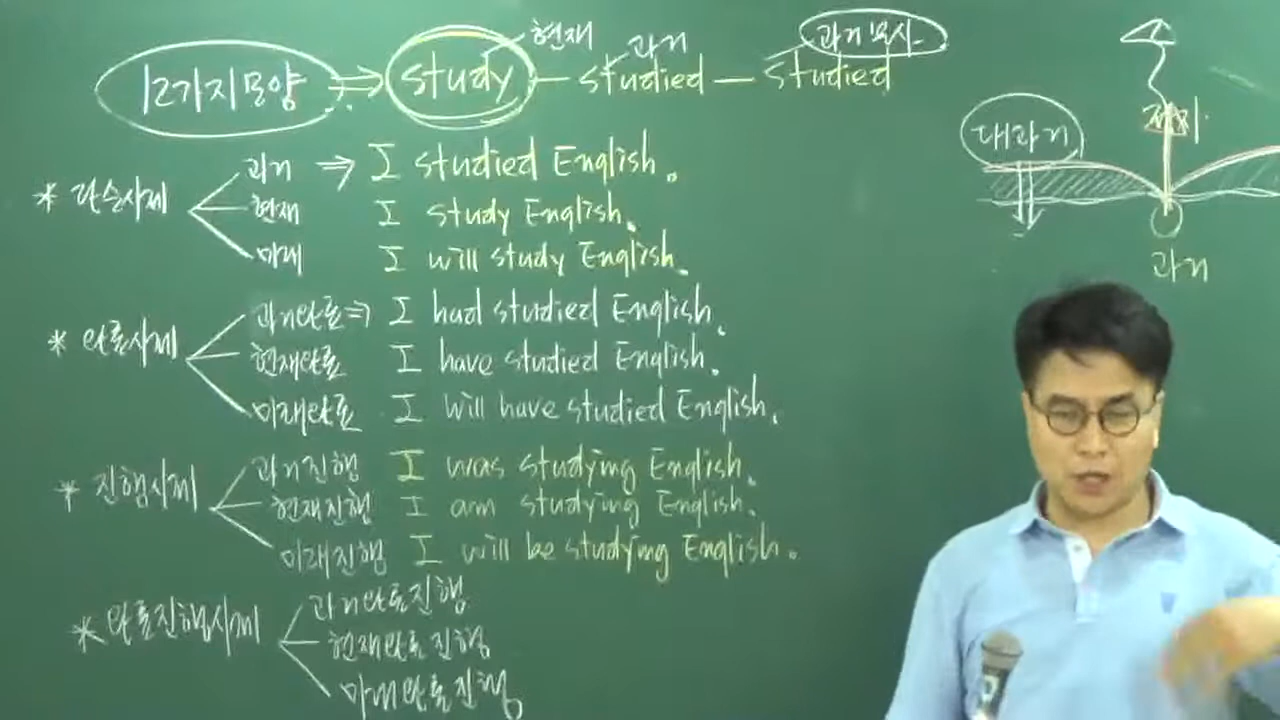 12가지모양 ⇒ study — studied — studied
현재
과거
과거분사
* 단순시제
과거 ⇒ I studied English.
현재 I study English.
미래 I will study English.
* 완료시제
과거완료 ⇒ I had studied English.
현재완료 I have studied English.
미래완료 I will have studied English.
* 진행시제
과거진행 I was studying English.
현재진행 I am studying English.
미래진행 I will be studying English.
* 완료진행시제
과거완료진행
현재완료진행
미래완료진행
대과거
과거